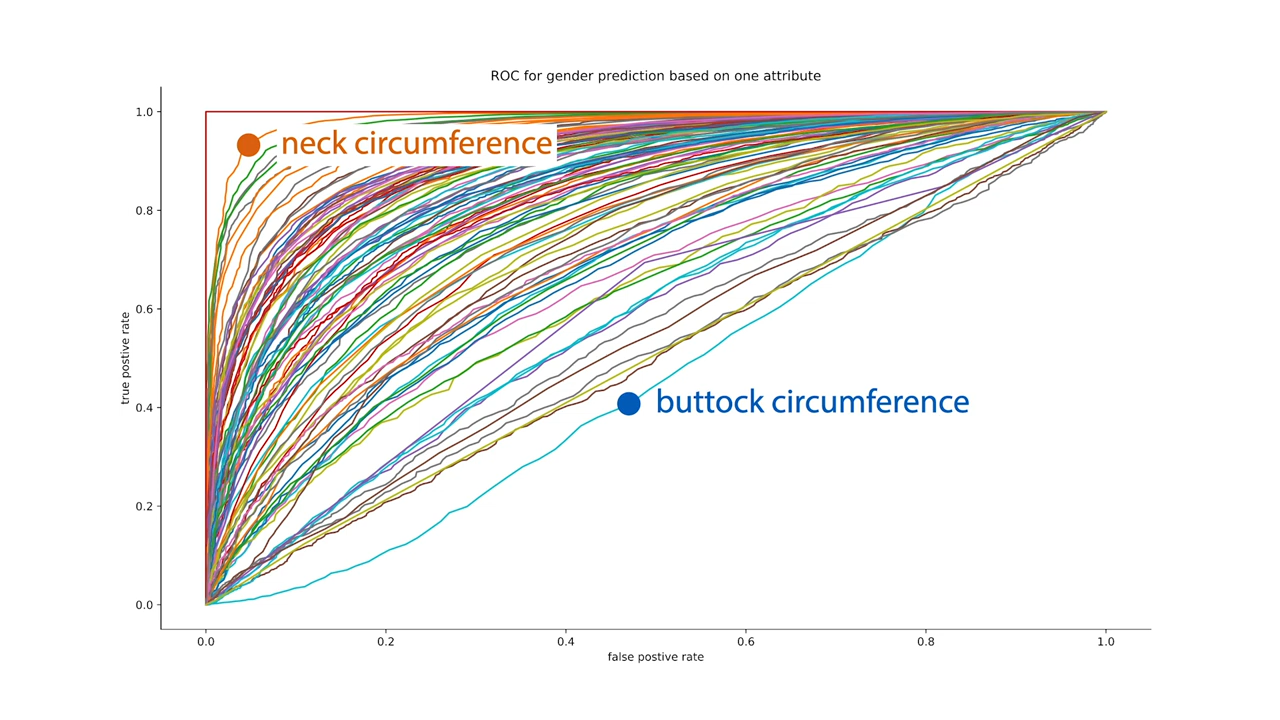 ROC for gender prediction based on one attribute
1.0
neck circumference
0.8
0.6
true postive rate
0.4
buttock circumference
0.2
0.0
0.0 0.2 0.4 0.6 0.8 1.0
false postive rate